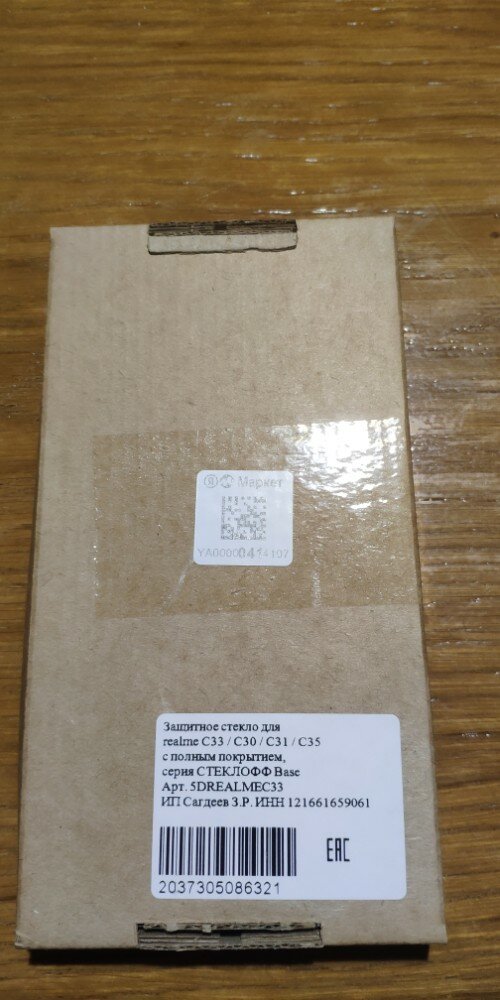 Я Маркет
Защитное стекло для
realme C33 / C30 / C31 / C35
с полным покрытием,
серия СТЕКЛОФФ Base
Арт. 5DREALMEC33
ИП Сагдеев З.Р. ИНН 121661659061
EAC
2037305086321